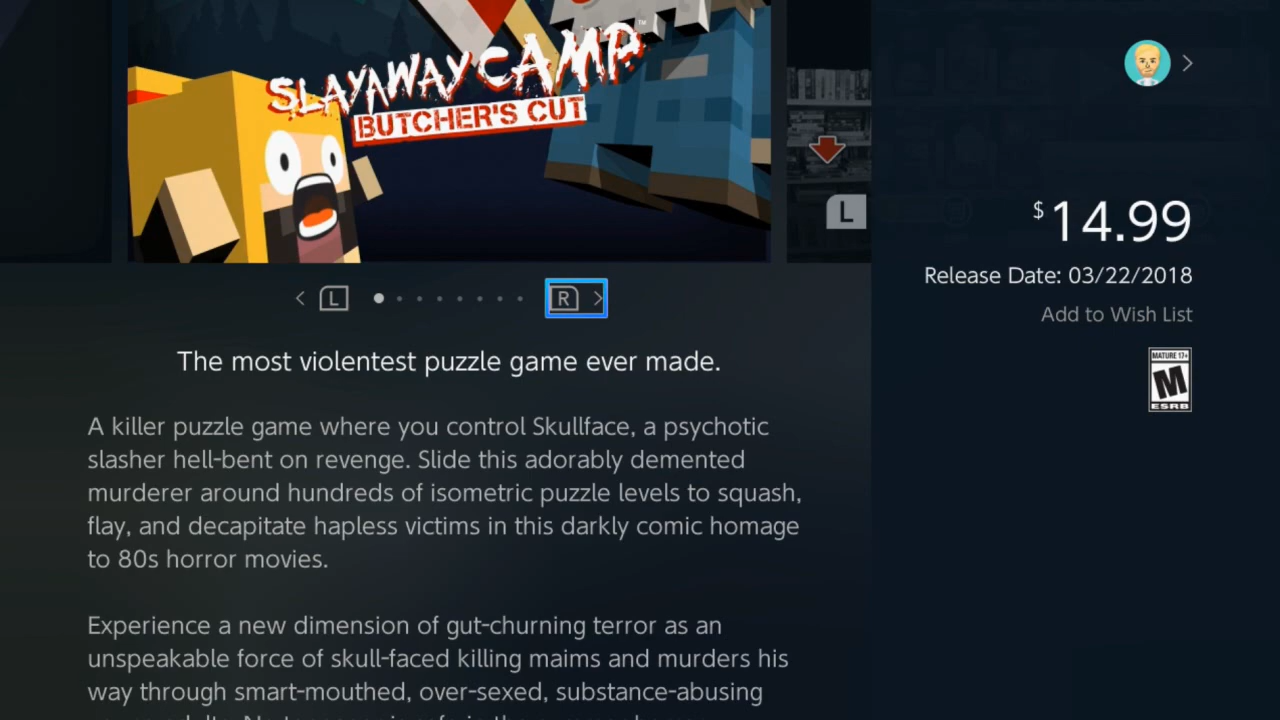 SLAYAWAY CAMP™
BUTCHER'S CUT
L
$14.99
Release Date: 03/22/2018
Add to Wish List
MATURE 17+
M
ESRB
< L R >
The most violentest puzzle game ever made.
A killer puzzle game where you control Skullface, a psychotic
slasher hell-bent on revenge. Slide this adorably demented
murderer around hundreds of isometric puzzle levels to squash,
flay, and decapitate hapless victims in this darkly comic homage
to 80s horror movies.
Experience a new dimension of gut-churning terror as an
unspeakable force of skull-faced killing maims and murders his
way through smart-mouthed, over-sexed, substance-abusing